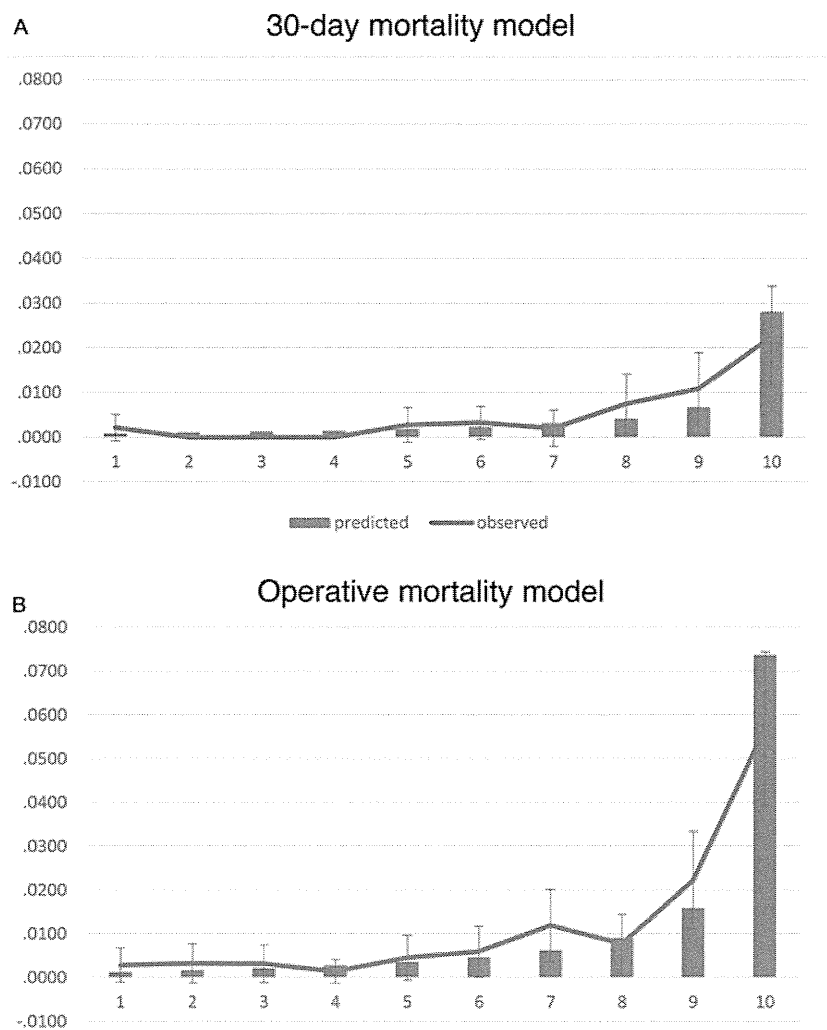 A
30-day mortality model
.0800
.0700
.0600
.0500
.0400
.0300
.0200
.0100
.0000
-.0100
1 2 3 4 5 6 7 8 9 10
predicted observed
B
Operative mortality model
.0800
.0700
.0600
.0500
.0400
.0300
.0200
.0100
.0000
-.0100
1 2 3 4 5 6 7 8 9 10